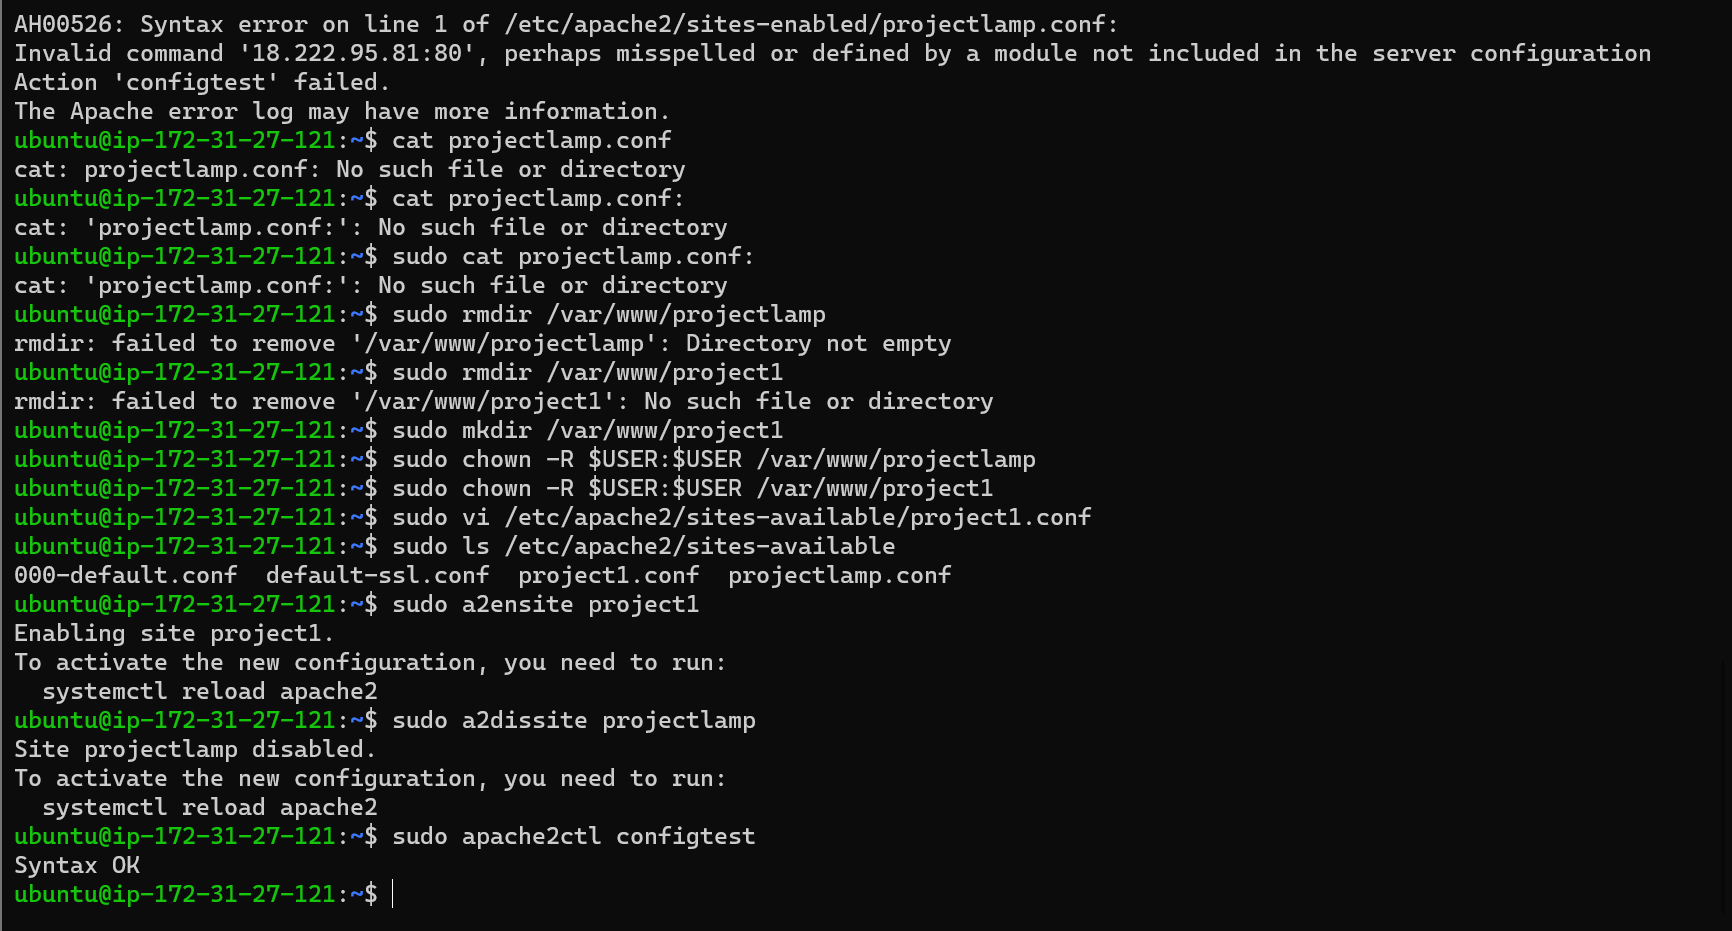 AH00526: Syntax error on line 1 of /etc/apache2/sites-enabled/projectlamp.conf:
Invalid command '18.222.95.81:80', perhaps misspelled or defined by a module not included in the server configuration
Action 'configtest' failed.
The Apache error log may have more information.
ubuntu@ip-172-31-27-121:~$ cat projectlamp.conf
cat: projectlamp.conf: No such file or directory
ubuntu@ip-172-31-27-121:~$ cat projectlamp.conf:
cat: 'projectlamp.conf:': No such file or directory
ubuntu@ip-172-31-27-121:~$ sudo cat projectlamp.conf:
cat: 'projectlamp.conf:': No such file or directory
ubuntu@ip-172-31-27-121:~$ sudo rmdir /var/www/projectlamp
rmdir: failed to remove '/var/www/projectlamp': Directory not empty
ubuntu@ip-172-31-27-121:~$ sudo rmdir /var/www/project1
rmdir: failed to remove '/var/www/project1': No such file or directory
ubuntu@ip-172-31-27-121:~$ sudo mkdir /var/www/project1
ubuntu@ip-172-31-27-121:~$ sudo chown -R $USER:$USER /var/www/projectlamp
ubuntu@ip-172-31-27-121:~$ sudo chown -R $USER:$USER /var/www/project1
ubuntu@ip-172-31-27-121:~$ sudo vi /etc/apache2/sites-available/project1.conf
ubuntu@ip-172-31-27-121:~$ sudo ls /etc/apache2/sites-available
000-default.conf  default-ssl.conf  project1.conf  projectlamp.conf
ubuntu@ip-172-31-27-121:~$ sudo a2ensite project1
Enabling site project1.
To activate the new configuration, you need to run:
  systemctl reload apache2
ubuntu@ip-172-31-27-121:~$ sudo a2dissite projectlamp
Site projectlamp disabled.
To activate the new configuration, you need to run:
  systemctl reload apache2
ubuntu@ip-172-31-27-121:~$ sudo apache2ctl configtest
Syntax OK
ubuntu@ip-172-31-27-121:~$